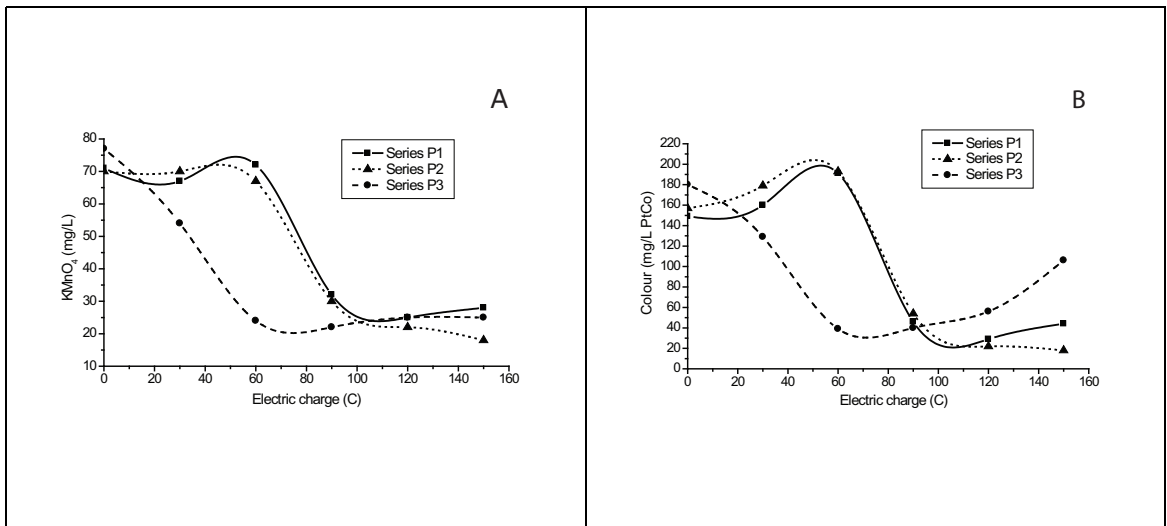 A
80
70
60
50
40
30
20
10
KMnO4 (mg/L)
Series P1
Series P2
Series P3
0 20 40 60 80 100 120 140 160
Electric charge (C)
B
220
200
180
160
140
120
100
80
60
40
20
0
Colour (mg/L PtCo)
Series P1
Series P2
Series P3
0 20 40 60 80 100 120 140 160
Electric charge (C)